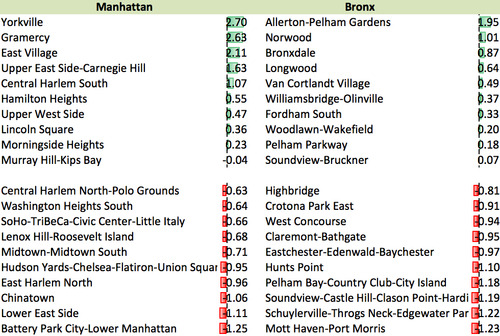 Manhattan Bronx
Yorkville 2.70 Allerton-Pelham Gardens 1.95
Gramercy 2.63 Norwood 1.01
East Village 2.11 Bronxdale 0.87
Upper East Side-Carnegie Hill 1.63 Longwood 0.64
Central Harlem South 1.07 Van Cortlandt Village 0.49
Hamilton Heights 0.55 Williamsbridge-Olinville 0.37
Upper West Side 0.47 Fordham South 0.33
Lincoln Square 0.36 Woodlawn-Wakefield 0.20
Morningside Heights 0.23 Pelham Parkway 0.18
Murray Hill-Kips Bay -0.04 Soundview-Bruckner 0.07
Central Harlem North-Polo Grounds -0.63 Highbridge -0.81
Washington Heights South -0.64 Crotona Park East -0.91
SoHo-TriBeCa-Civic Center-Little Italy -0.66 West Concourse -0.94
Lenox Hill-Roosevelt Island -0.68 Claremont-Bathgate -0.95
Midtown-Midtown South -0.71 Eastchester-Edenwald-Baychester -0.97
Hudson Yards-Chelsea-Flatiron-Union Squar -0.95 Hunts Point -1.10
East Harlem North -0.96 Pelham Bay-Country Club-City Island -1.18
Chinatown -1.06 Soundview-Castle Hill-Clason Point-Hardi -1.19
Lower East Side -1.11 Schuylerville-Throgs Neck-Edgewater Par -1.22
Battery Park City-Lower Manhattan -1.25 Mott Haven-Port Morris -1.23